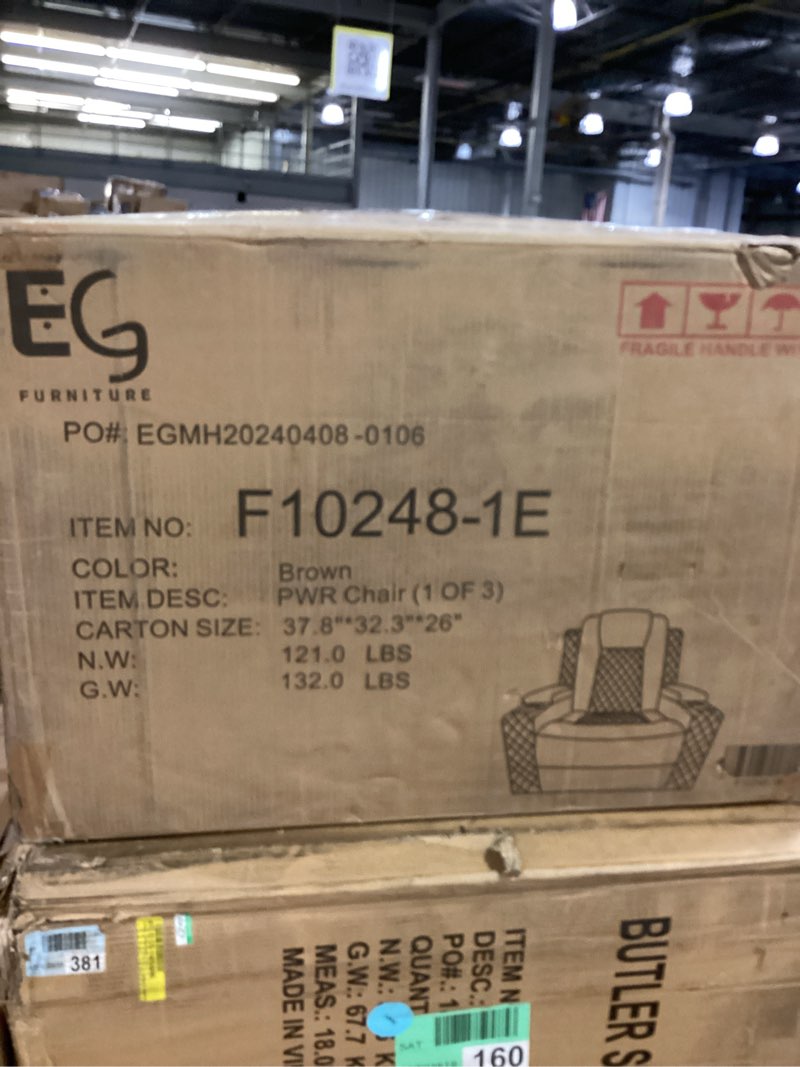 EG
FURNITURE
FRAGILE HANDLE WI
PO#: EGMH20240408-0106
ITEM NO: F10248-1E
COLOR: Brown
ITEM DESC: PWR Chair (1 OF 3)
CARTON SIZE: 37.8"*32.3"*26"
N.W: 121.0 LBS
G.W: 132.0 LBS
381
BUTLER S
ITEM N
DESC.:
PO#.: 1
QUANT
N.W.: K
G.W.: 67.7 K
MEAS.: 18.0
MADE IN VI
SAT
160